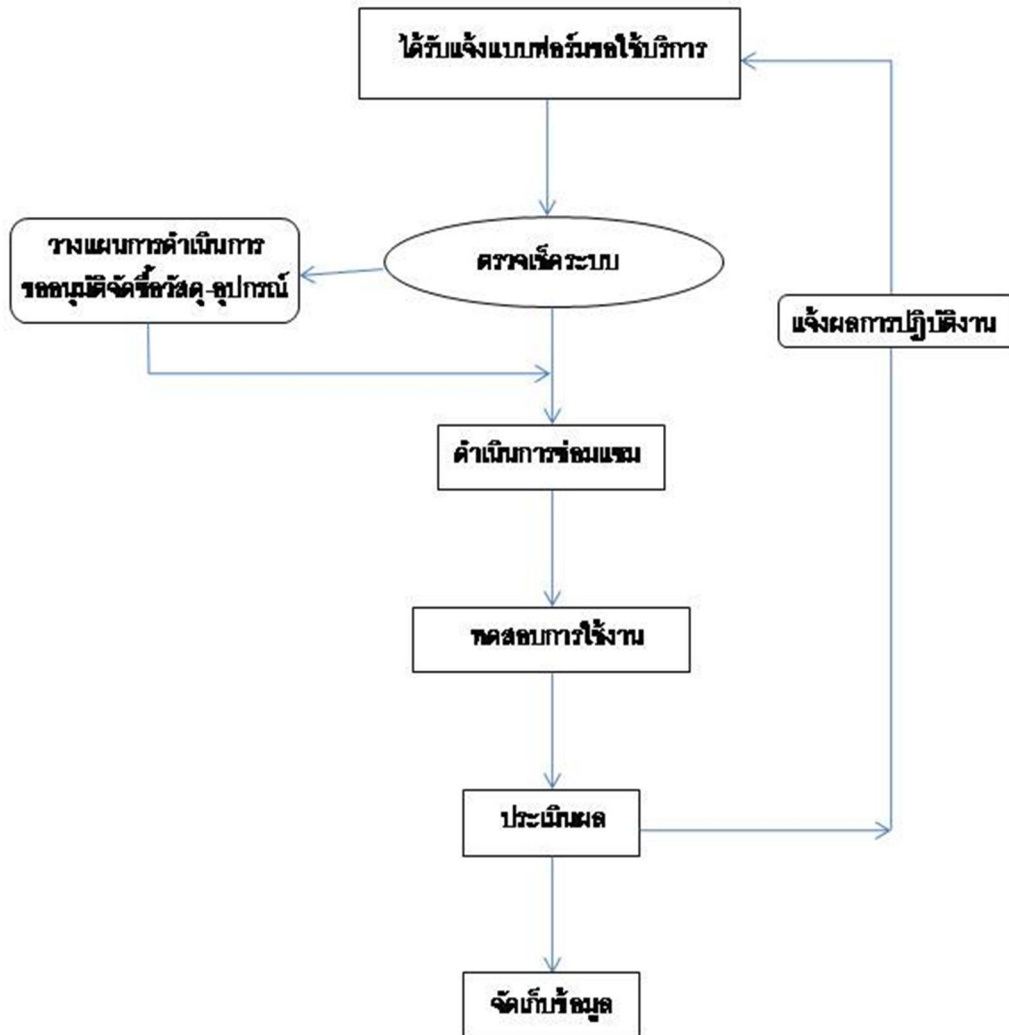 ได้รับแจ้งแบบฟอร์มขอใช้บริการ
วางแผนการดำเนินการ
ขออนุมัติจัดซื้อวัสดุ-อุปกรณ์
ตรวจเช็คระบบ
แจ้งผลการปฏิบัติงาน
ดำเนินการซ่อมแซม
ทดสอบการใช้งาน
ประเมินผล
จัดเก็บข้อมูล